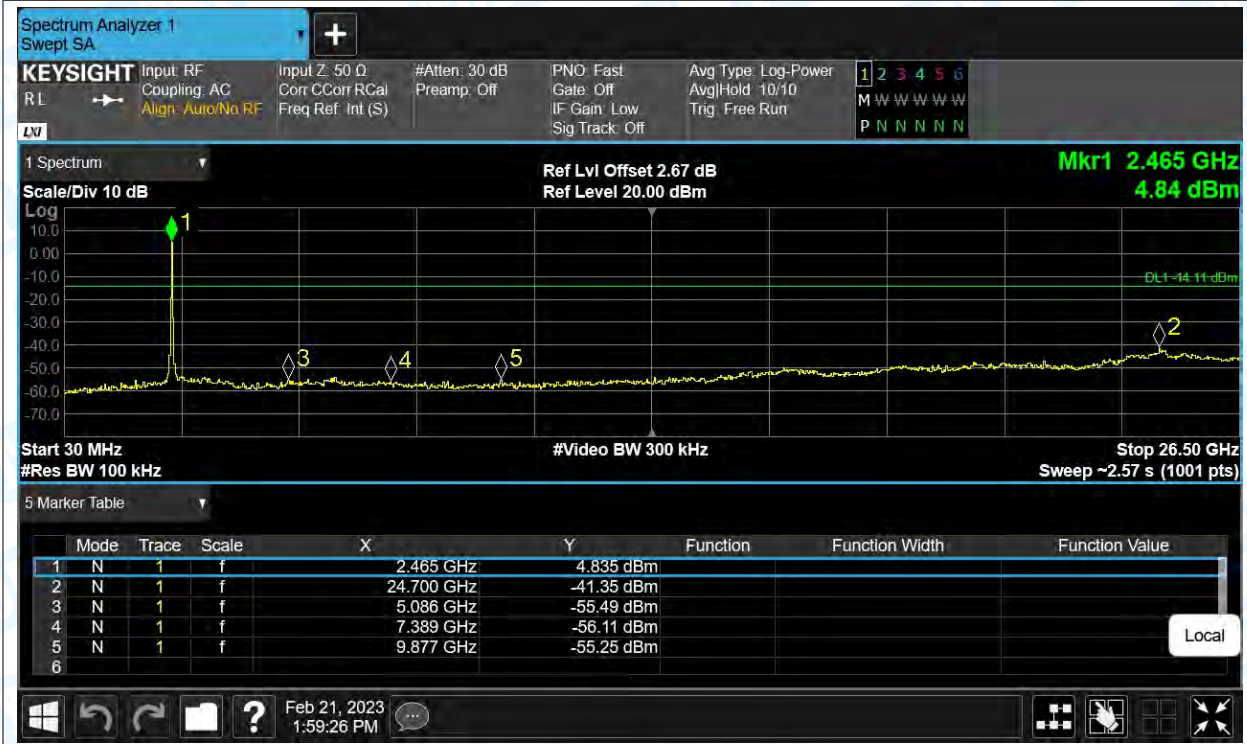 Spectrum Analyzer 1
Swept SA
KEYSIGHT
RL
LXI
Input: RF
Coupling: AC
Align: Auto/No RF
Input Z: 50 Ω
Corr CCorr RCal
Freq Ref: Int (S)
#Atten: 30 dB
Preamp: Off
PNO: Fast
Gate: Off
IF Gain: Low
Sig Track: Off
Avg Type: Log-Power
Avg|Hold: 10/10
Trig: Free Run
1 2 3 4 5 6
M W W W W W
P N N N N N
1 Spectrum
Scale/Div 10 dB
Ref Lvl Offset 2.67 dB
Ref Level 20.00 dBm
Mkr1 2.465 GHz
4.84 dBm
Log
10.0
0.00
-10.0
-20.0
-30.0
-40.0
-50.0
-60.0
-70.0
1
DL1 -14.11 dBm
2
3
4
5
Start 30 MHz
#Res BW 100 kHz
#Video BW 300 kHz
Stop 26.50 GHz
Sweep ~2.57 s (1001 pts)
5 Marker Table
Mode Trace Scale X Y Function Function Width Function Value
1 N 1 f 2.465 GHz 4.835 dBm
2 N 1 f 24.700 GHz -41.35 dBm
3 N 1 f 5.086 GHz -55.49 dBm
4 N 1 f 7.389 GHz -56.11 dBm
5 N 1 f 9.877 GHz -55.25 dBm
6
Local
?
Feb 21, 2023
1:59:26 PM